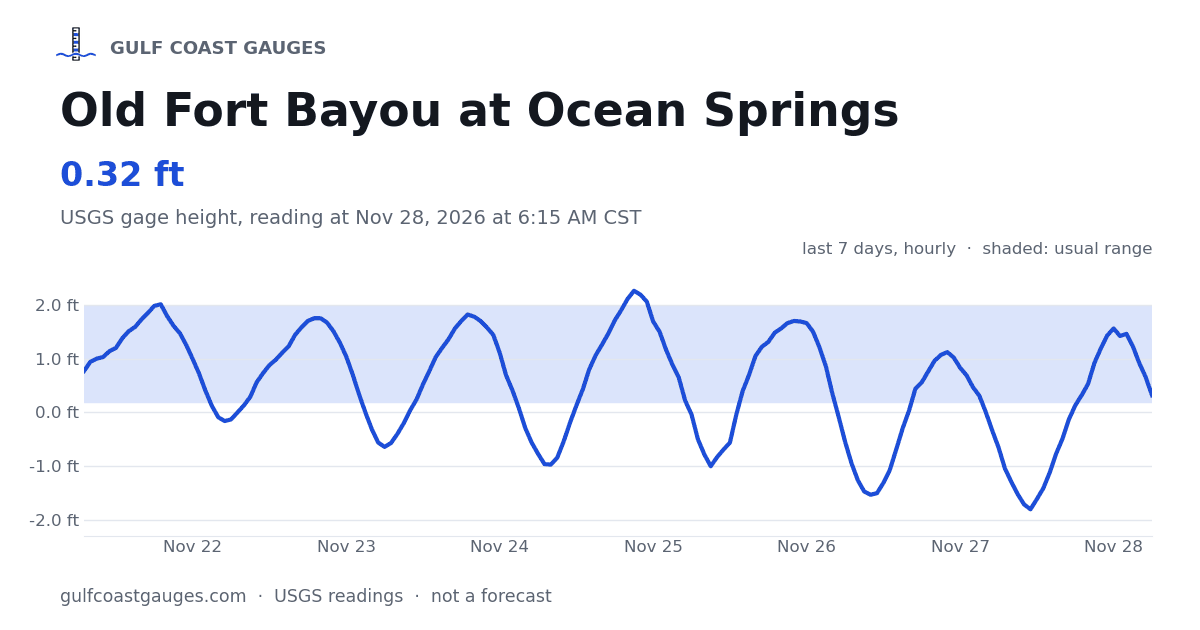 GULF COAST GAUGES
Old Fort Bayou at Ocean Springs
0.32 ft
USGS gage height, reading at Nov 28, 2026 at 6:15 AM CST
last 7 days, hourly · shaded: usual range
2.0 ft
1.0 ft
0.0 ft
-1.0 ft
-2.0 ft
Nov 22 Nov 23 Nov 24 Nov 25 Nov 26 Nov 27 Nov 28
gulfcoastgauges.com · USGS readings · not a forecast